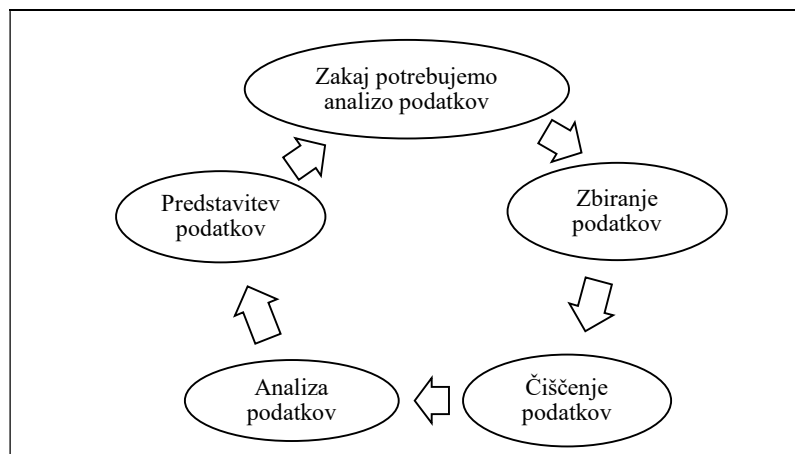 Zakaj potrebujemo
analizo podatkov
Zbiranje
podatkov
Čiščenje
podatkov
Analiza
podatkov
Predstavitev
podatkov